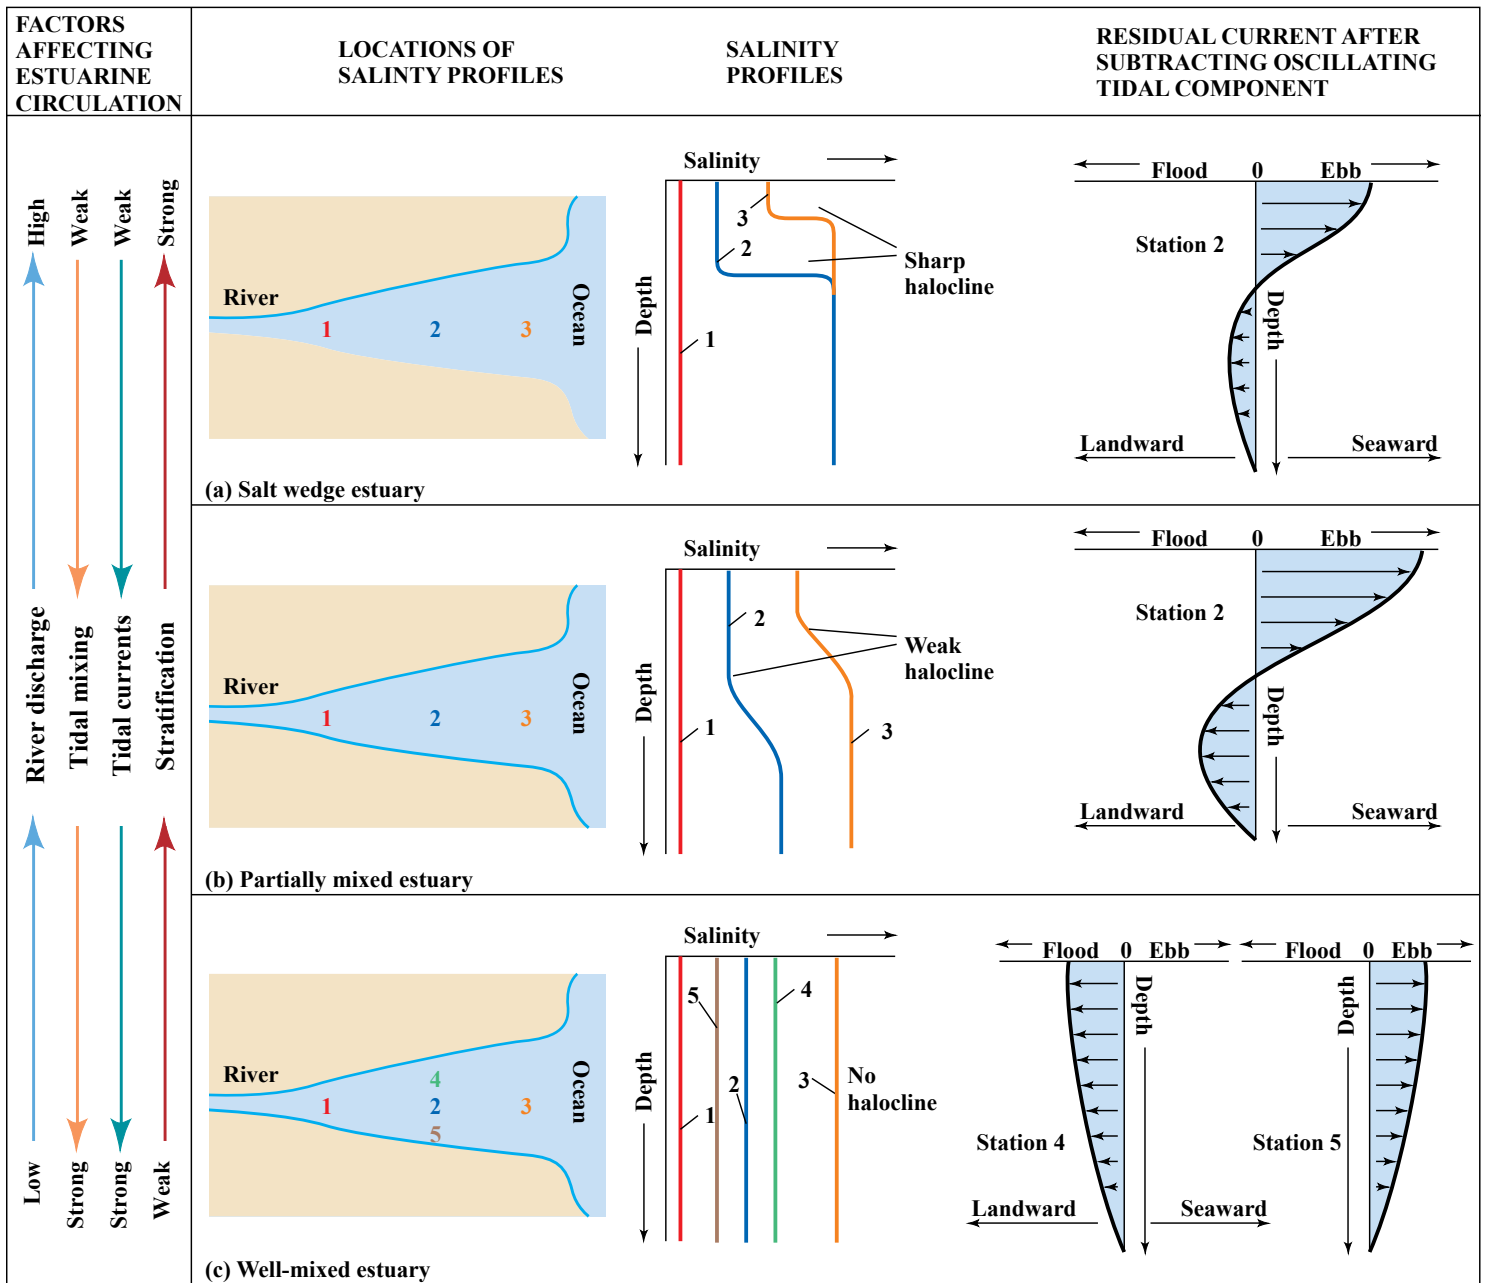 FACTORS
AFFECTING
ESTUARINE
CIRCULATION
LOCATIONS OF
SALINTY PROFILES
SALINITY
PROFILES
RESIDUAL CURRENT AFTER
SUBTRACTING OSCILLATING
TIDAL COMPONENT
High
Weak
Weak
Strong
River discharge
Tidal mixing
Tidal currents
Stratification
Low
Strong
Strong
Weak
River
1
2
3
Ocean
(a) Salt wedge estuary
Salinity
Depth
1
2
3
Sharp
halocline
Flood 0 Ebb
Station 2
Depth
Landward
Seaward
River
1
2
3
Ocean
(b) Partially mixed estuary
Salinity
Depth
1
2
3
Weak
halocline
Flood 0 Ebb
Station 2
Depth
Landward
Seaward
River
4
1
2
3
5
Ocean
(c) Well-mixed estuary
Salinity
Depth
5
4
2
1
3
No
halocline
Flood 0 Ebb
Depth
Station 4
Landward
Seaward
Flood 0 Ebb
Depth
Station 5